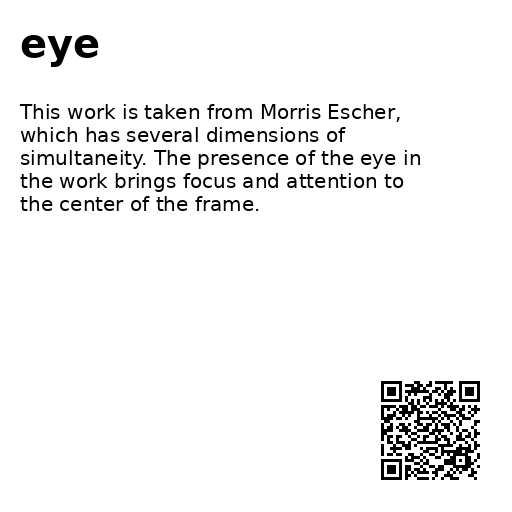 eye
This work is taken from Morris Escher,
which has several dimensions of
simultaneity. The presence of the eye in
the work brings focus and attention to
the center of the frame.